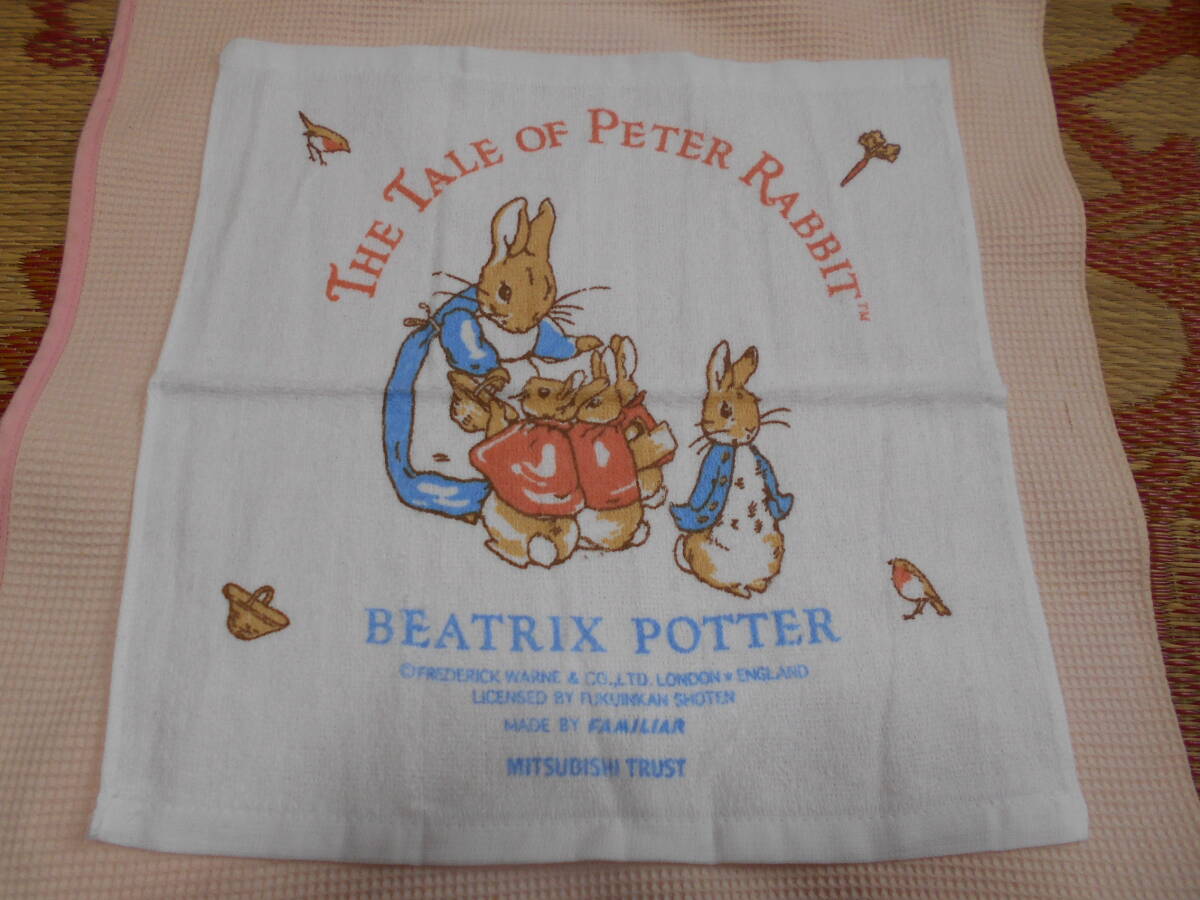 THE TALE OF PETER RABBIT™
BEATRIX POTTER
©FREDERICK WARNE & CO.,LTD. LONDON * ENGLAND
LICENSED BY FUKUINKAN SHOTEN
MADE BY FAMILIAR
MITSUBISHI TRUST